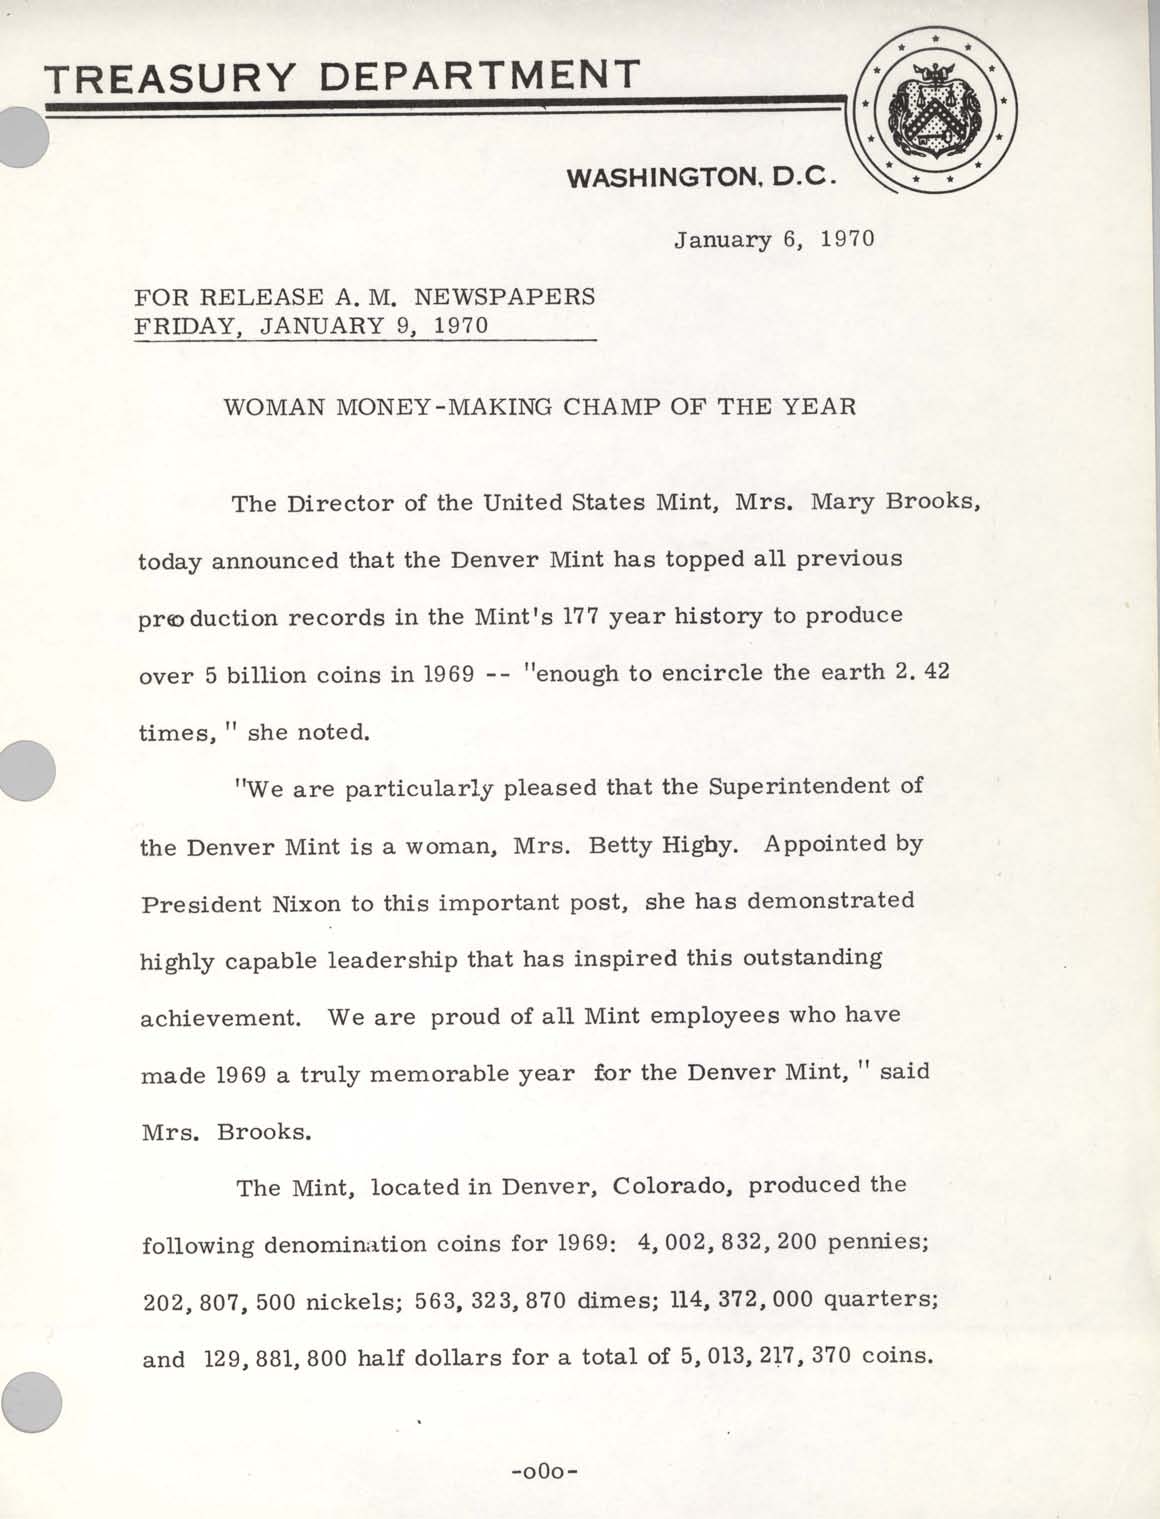 TREASURY DEPARTMENT
WASHINGTON, D.C.
January 6, 1970
FOR RELEASE A. M. NEWSPAPERS
FRIDAY, JANUARY 9, 1970
WOMAN MONEY-MAKING CHAMP OF THE YEAR
The Director of the United States Mint, Mrs. Mary Brooks,
today announced that the Denver Mint has topped all previous
production records in the Mint's 177 year history to produce
over 5 billion coins in 1969 -- "enough to encircle the earth 2. 42
times, " she noted.
"We are particularly pleased that the Superintendent of
the Denver Mint is a woman, Mrs. Betty Higby. Appointed by
President Nixon to this important post, she has demonstrated
highly capable leadership that has inspired this outstanding
achievement. We are proud of all Mint employees who have
made 1969 a truly memorable year for the Denver Mint, " said
Mrs. Brooks.
The Mint, located in Denver, Colorado, produced the
following denomination coins for 1969: 4, 002, 832, 200 pennies;
202, 807, 500 nickels; 563, 323, 870 dimes; 114, 372, 000 quarters;
and 129, 881, 800 half dollars for a total of 5, 013, 217, 370 coins.
-o0o-